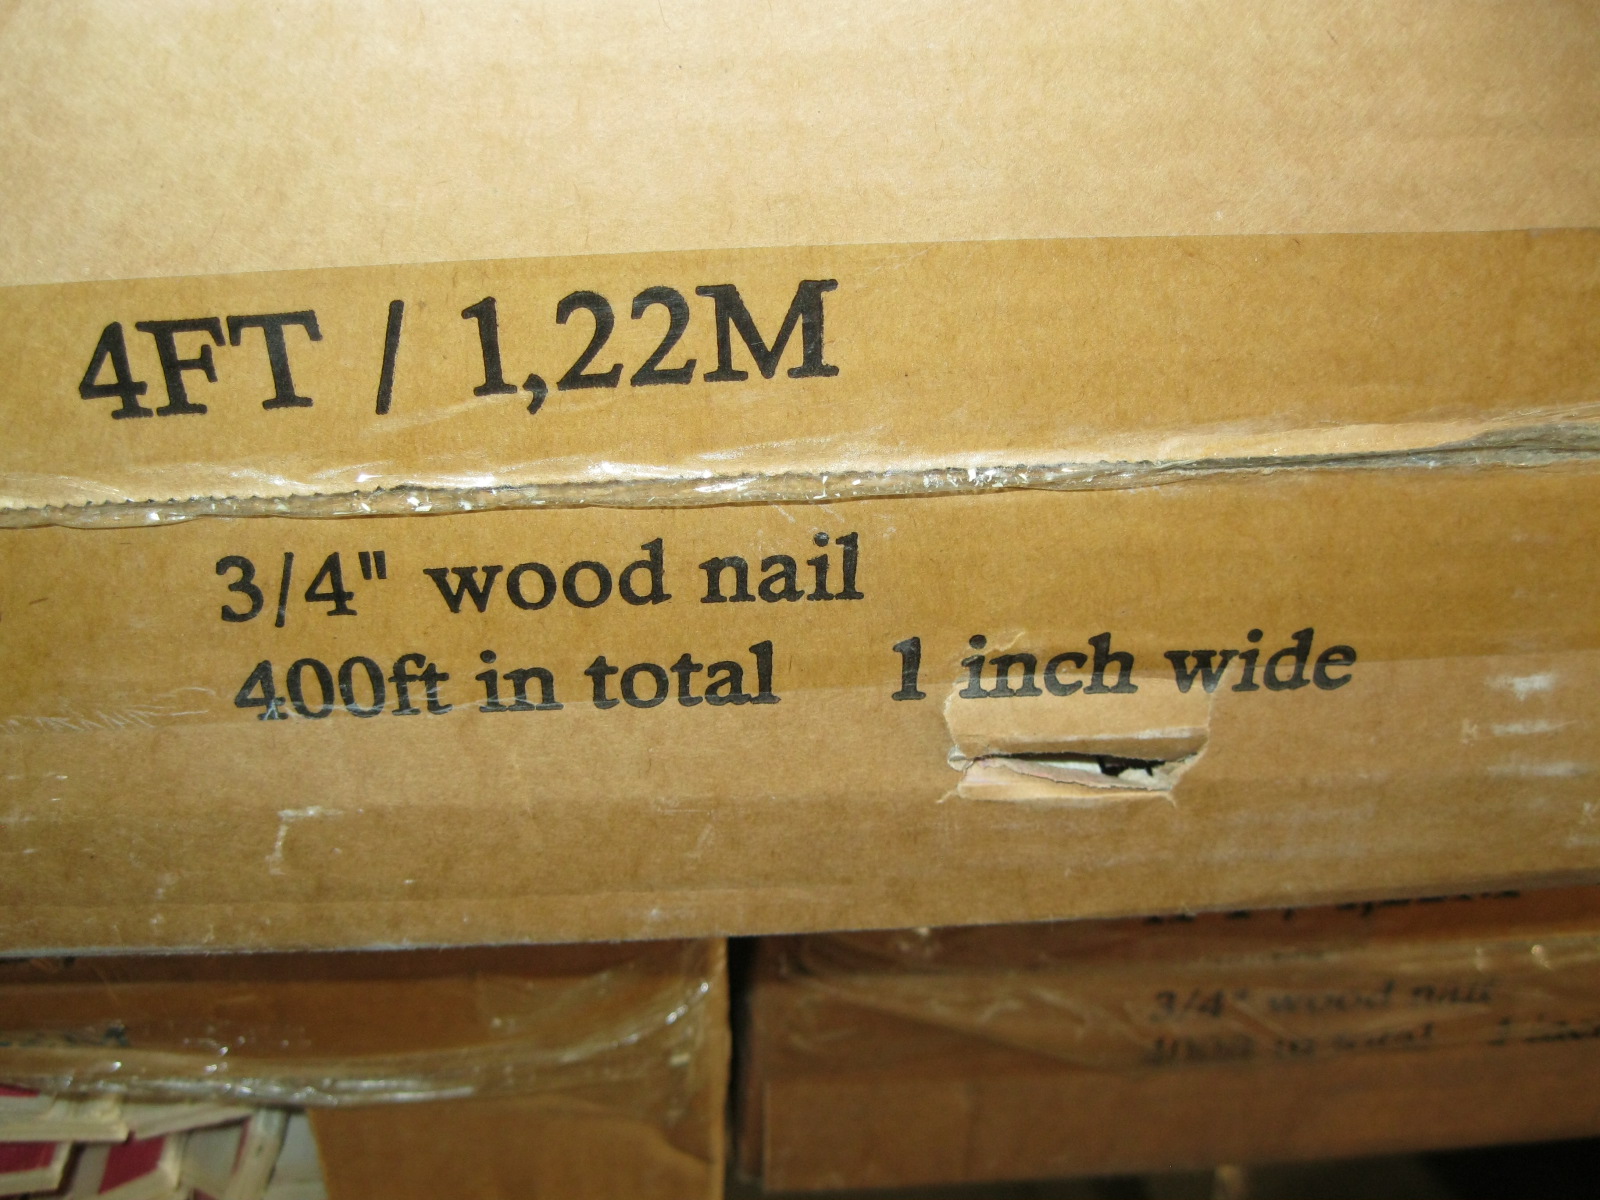 4FT / 1,22M
3/4" wood nail
400ft in total 1 inch wide
3/4" wood nail